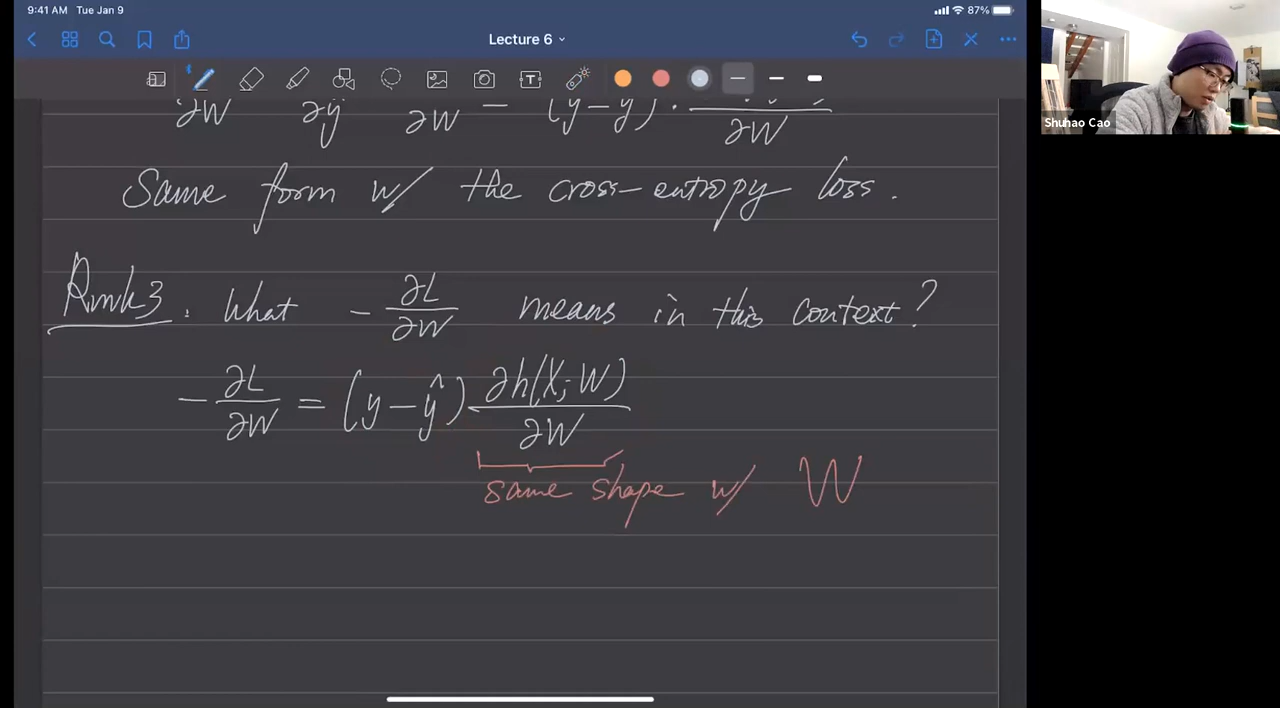 9:41 AM Tue Jan 9
87%
Lecture 6
Shuhao Cao
∂W ∂ŷ ∂W = (ŷ − y) · ∂W
Same form w/ the cross-entropy loss.
Rmk3. What − ∂L/∂W means in this context?
− ∂L/∂W = (y − ŷ) ∂h(X; W)/∂W
same shape w/ W